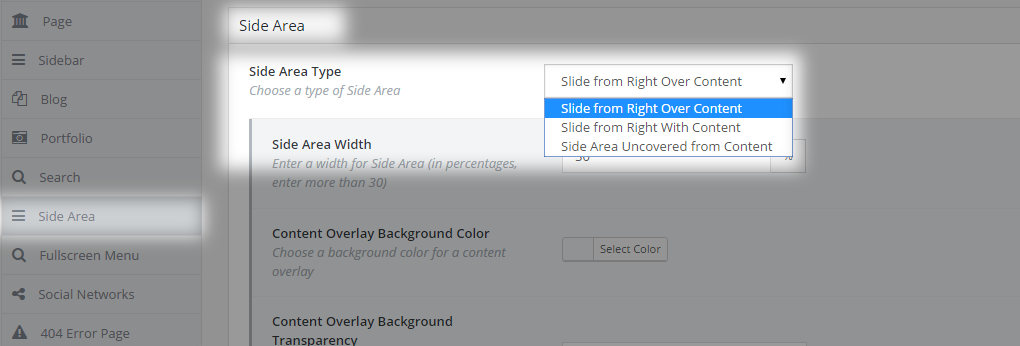 Page
Sidebar
Blog
Portfolio
Search
Side Area
Fullscreen Menu
Social Networks
404 Error Page
Side Area
Side Area Type
Choose a type of Side Area
Slide from Right Over Content
Slide from Right Over Content
Slide from Right With Content
Side Area Uncovered from Content
Side Area Width
Enter a width for Side Area (in percentages,
enter more than 30)
30
%
Content Overlay Background Color
Choose a background color for a content
overlay
Select Color
Content Overlay Background
Transparency